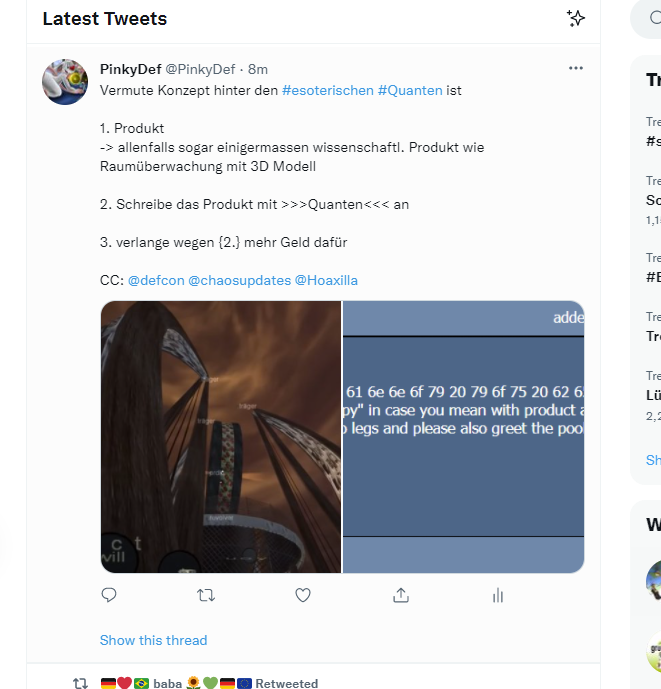 Latest Tweets
PinkyDef @PinkyDef · 8m
Vermute Konzept hinter den #esoterischen #Quanten ist
1. Produkt
-> allenfalls sogar einigermassen wissenschaftl. Produkt wie
Raumüberwachung mit 3D Modell
2. Schreibe das Produkt mit >>>Quanten<<< an
3. verlange wegen {2.} mehr Geld dafür
CC: @defcon @chaosupdates @Hoaxilla
adde
61 6e 6e 6f 79 20 79 6f 75 20 62 6
py" in case you mean with product a
legs and please also greet the poo
träger
C t
will
Show this thread
baba
Retweeted
Tr
Tre
#s
Tre
Sc
1,1
Tre
#E
Tre
Tr
Tre
Lü
2,2
Sh
W